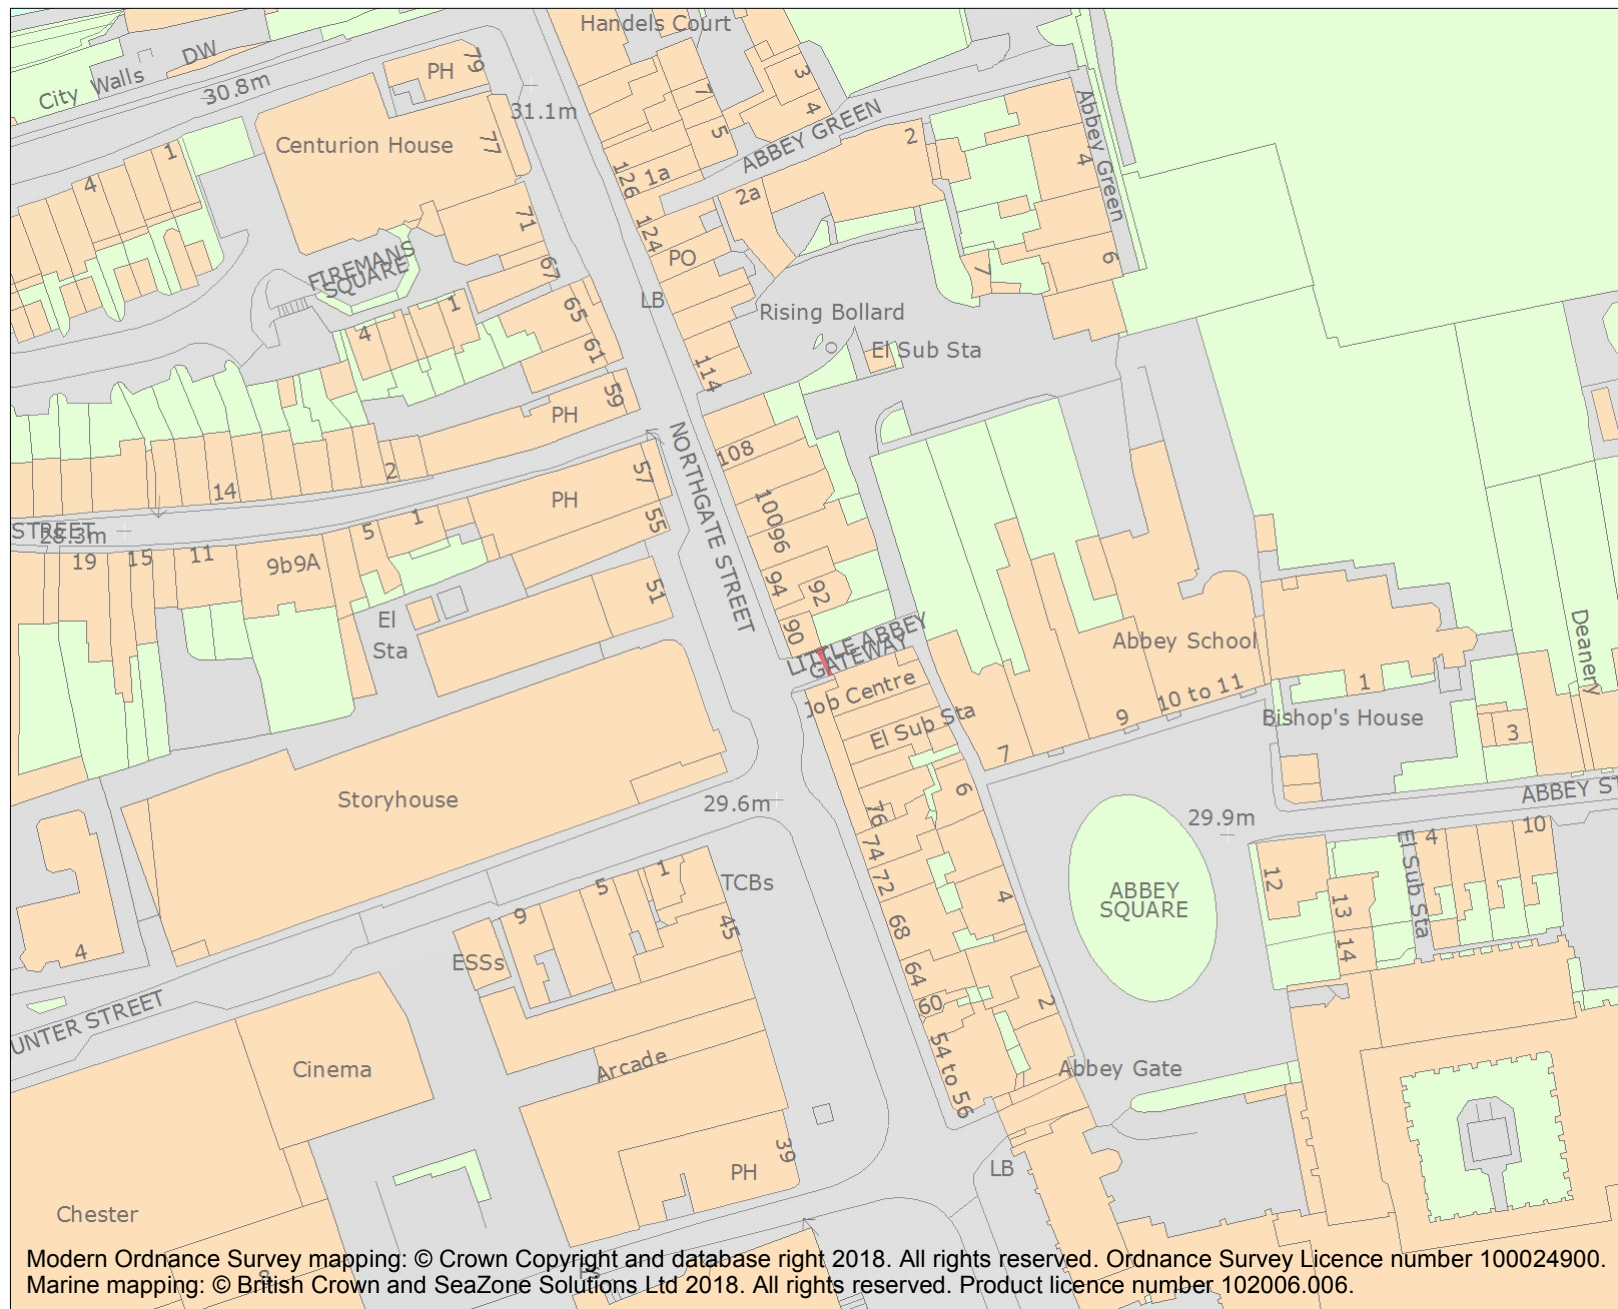 Handels Court
DW
City Walls
30.8m
PH
79
31.1m
77
Centurion House
3
4
7
5
ABBEY GREEN
2
Abbey Green
4
6
1
4
126
1a
2a
124
PO
71
67
FIREMANS
SQUARE
LB
65
61
1
4
7
Rising Bollard
El Sub Sta
114
59
PH
NORTHGATE STREET
108
14
2
57
PH
55
STREET
28.3m
19
15
11
9b9A
5
1
10096
94
92
90
51
El
Sta
LITTLE ABBEY
GATEWAY
Job Centre
El Sub Sta
Abbey School
10 to 11
9
7
1
Bishop's House
Deanery
3
ABBEY ST
Storyhouse
29.6m
76
74
72
68
64
60
54 to 56
6
4
2
29.9m
ABBEY
SQUARE
12
13
14
El Sub Sta
4
10
TCBs
1
5
9
45
ESSs
4
UNTER STREET
Cinema
Arcade
Abbey Gate
39
PH
LB
Chester
Modern Ordnance Survey mapping: © Crown Copyright and database right 2018. All rights reserved. Ordnance Survey Licence number 100024900.
Marine mapping: © British Crown and SeaZone Solutions Ltd 2018. All rights reserved. Product licence number 102006.006.